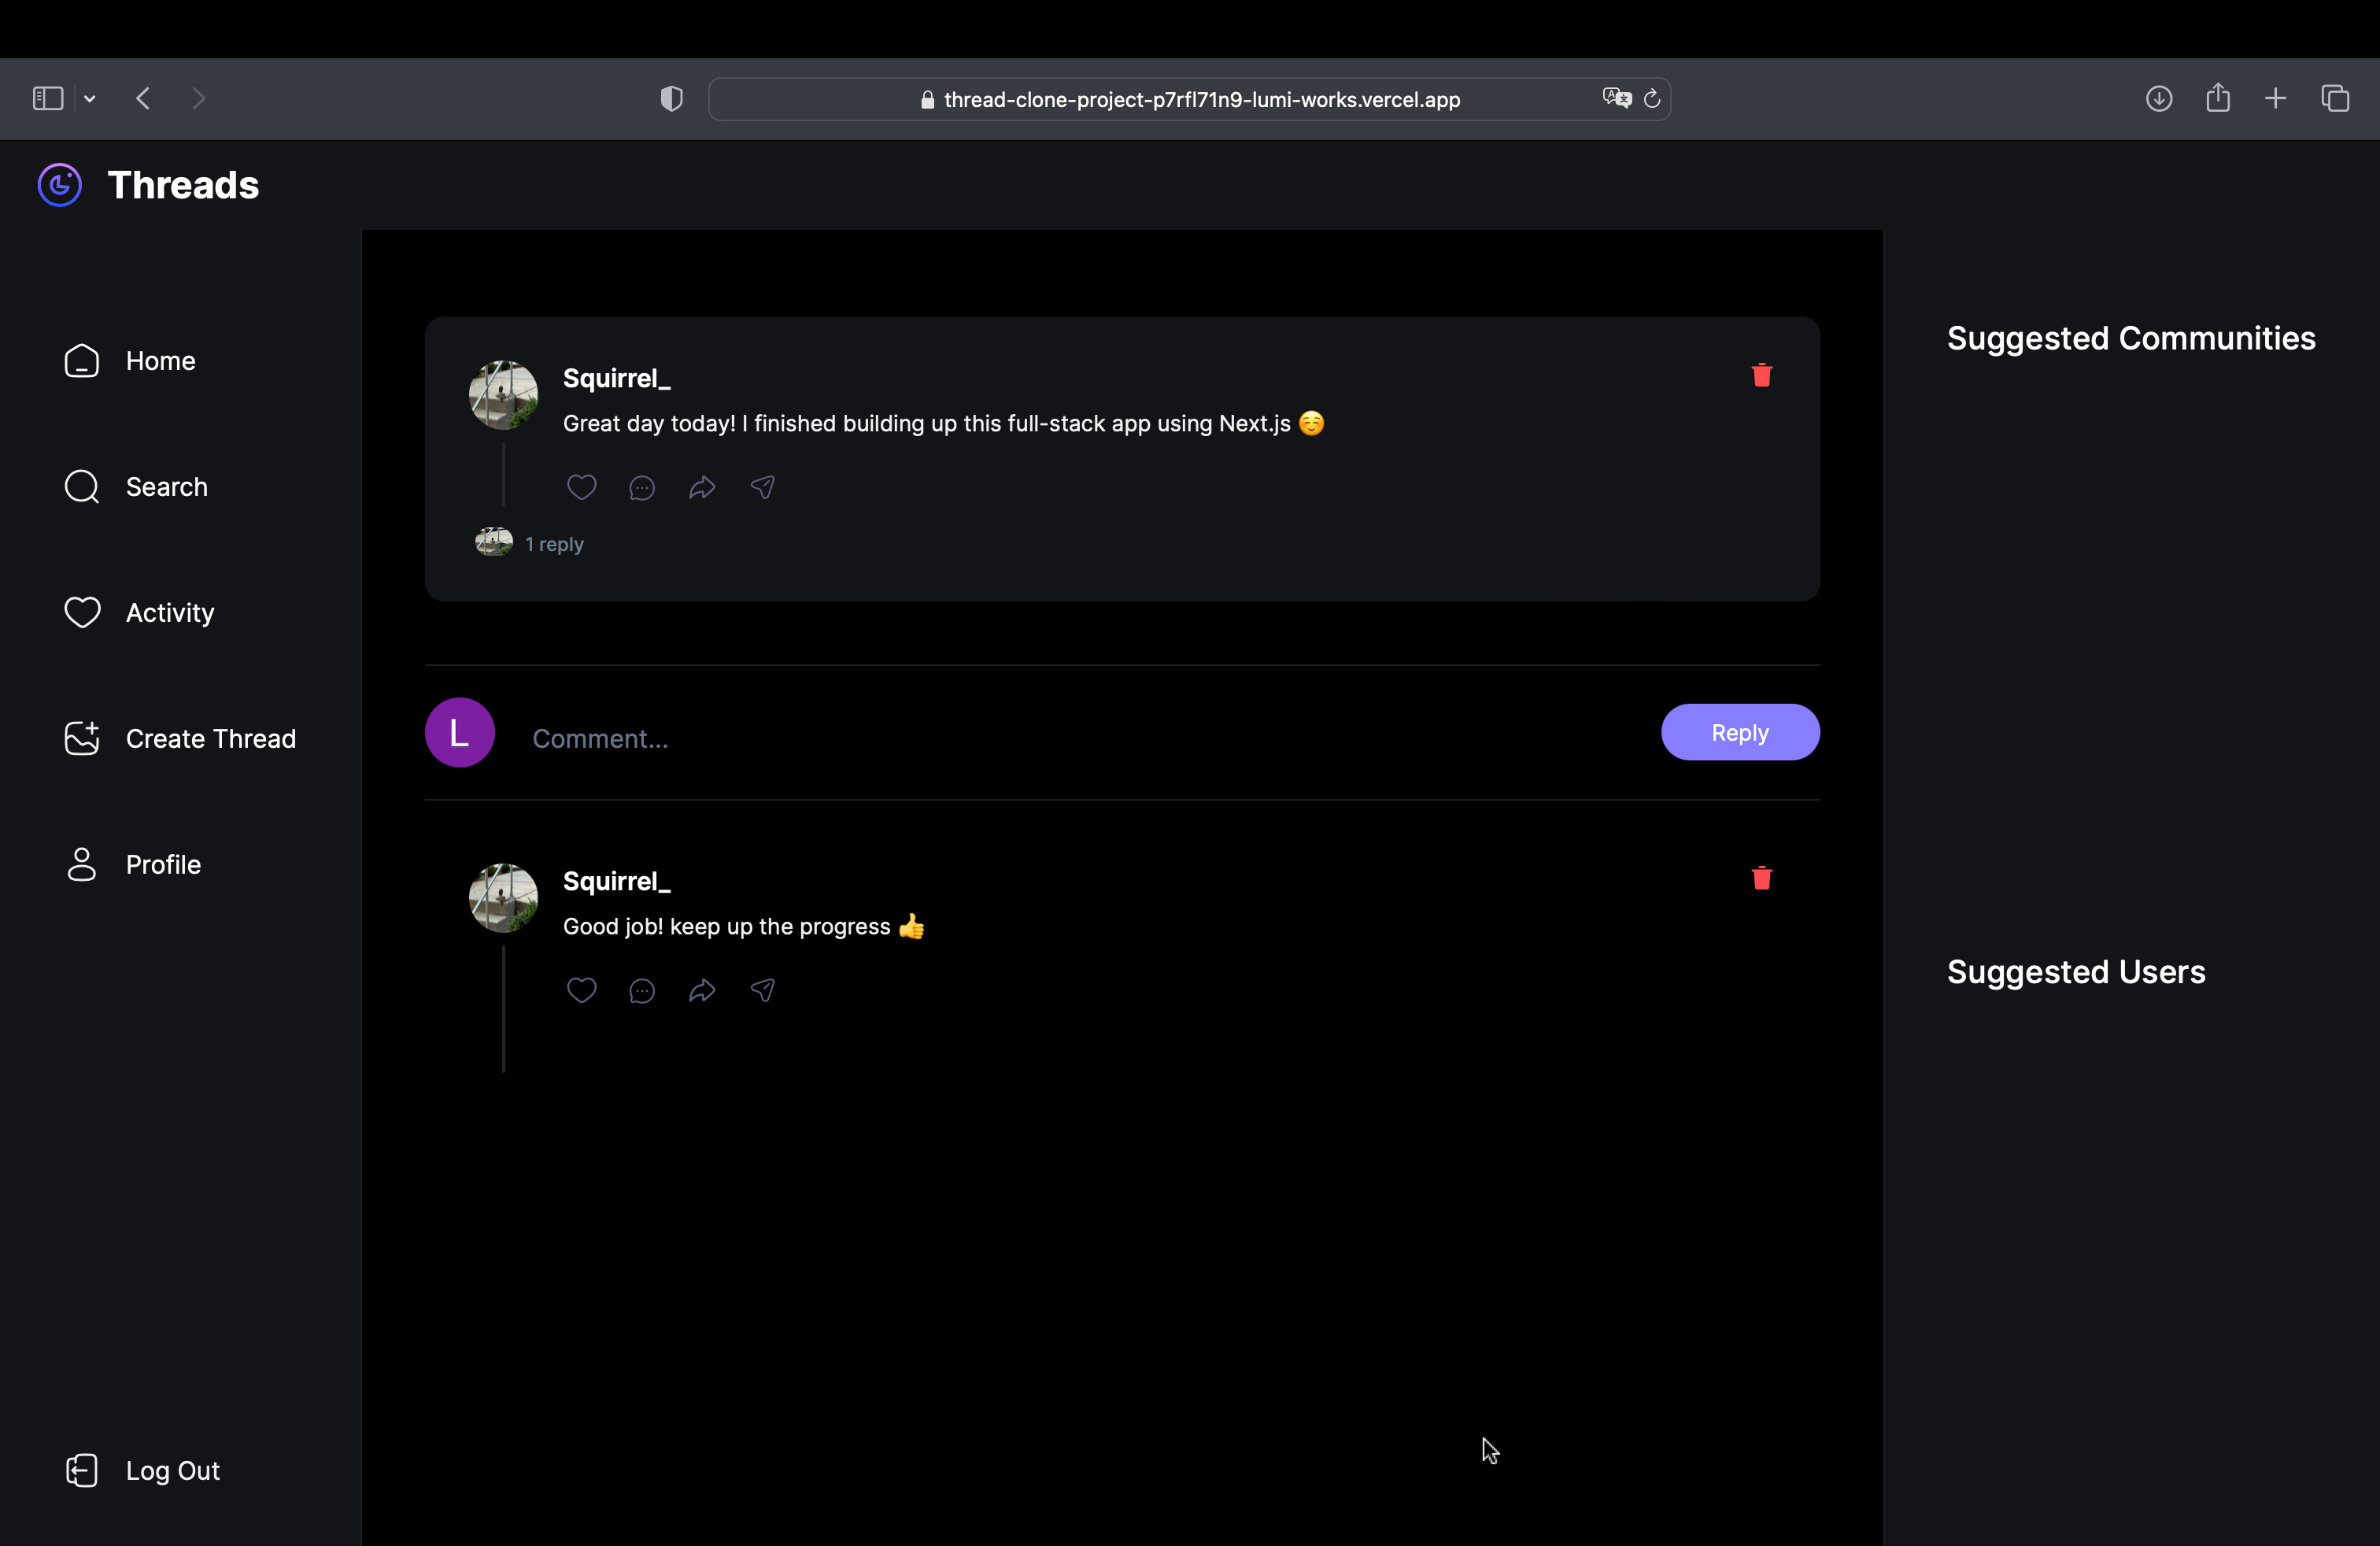 thread-clone-project-p7rfl71n9-lumi-works.vercel.app
Threads
Home
Search
Activity
Create Thread
Profile
Log Out
Squirrel_
Great day today! I finished building up this full-stack app using Next.js ☺️
1 reply
L
Comment...
Reply
Squirrel_
Good job! keep up the progress 👍
Suggested Communities
Suggested Users